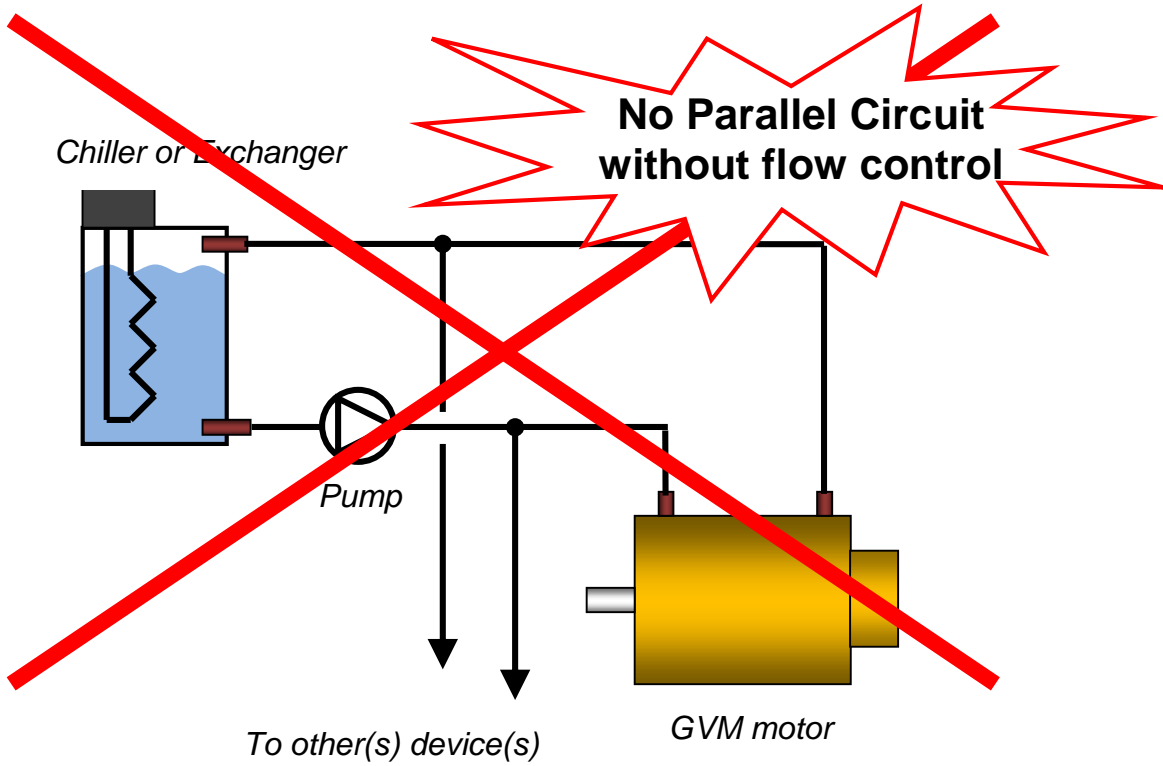 No Parallel Circuit
without flow control
Chiller or Exchanger
Pump
GVM motor
To other(s) device(s)